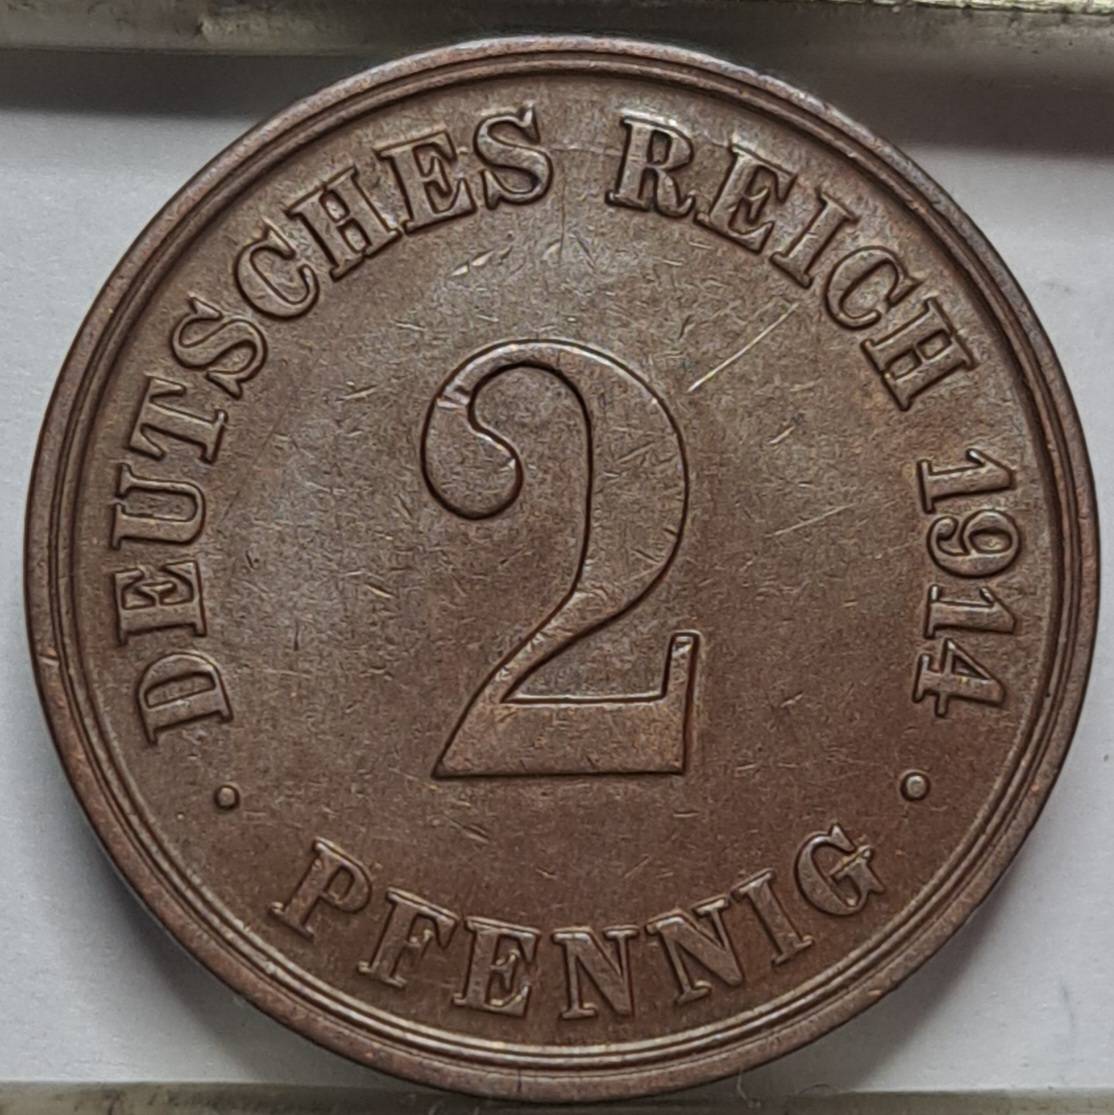 · DEUTSCHES REICH 1914 ·
2
PFENNIG